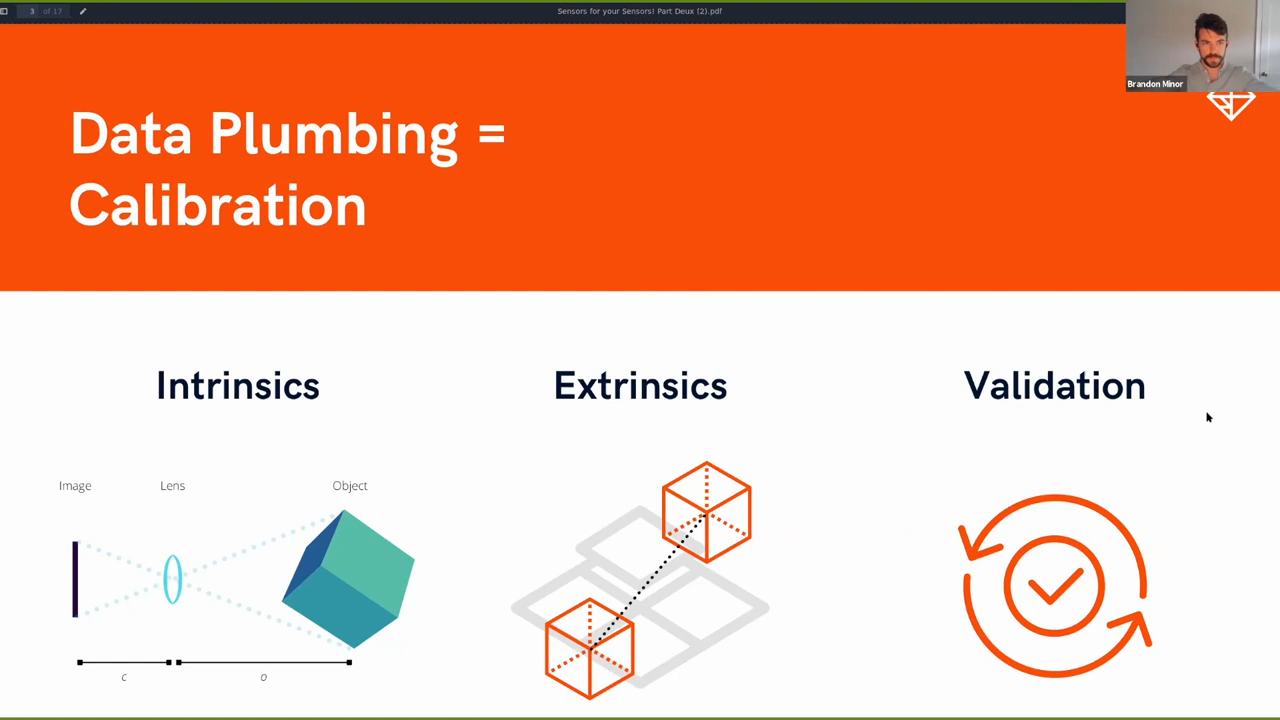 3 of 17
Sensors for your Sensors! Part Deux (2).pdf
Brandon Minor
Data Plumbing =
Calibration
Intrinsics
Extrinsics
Validation
Image
Lens
Object
c
o